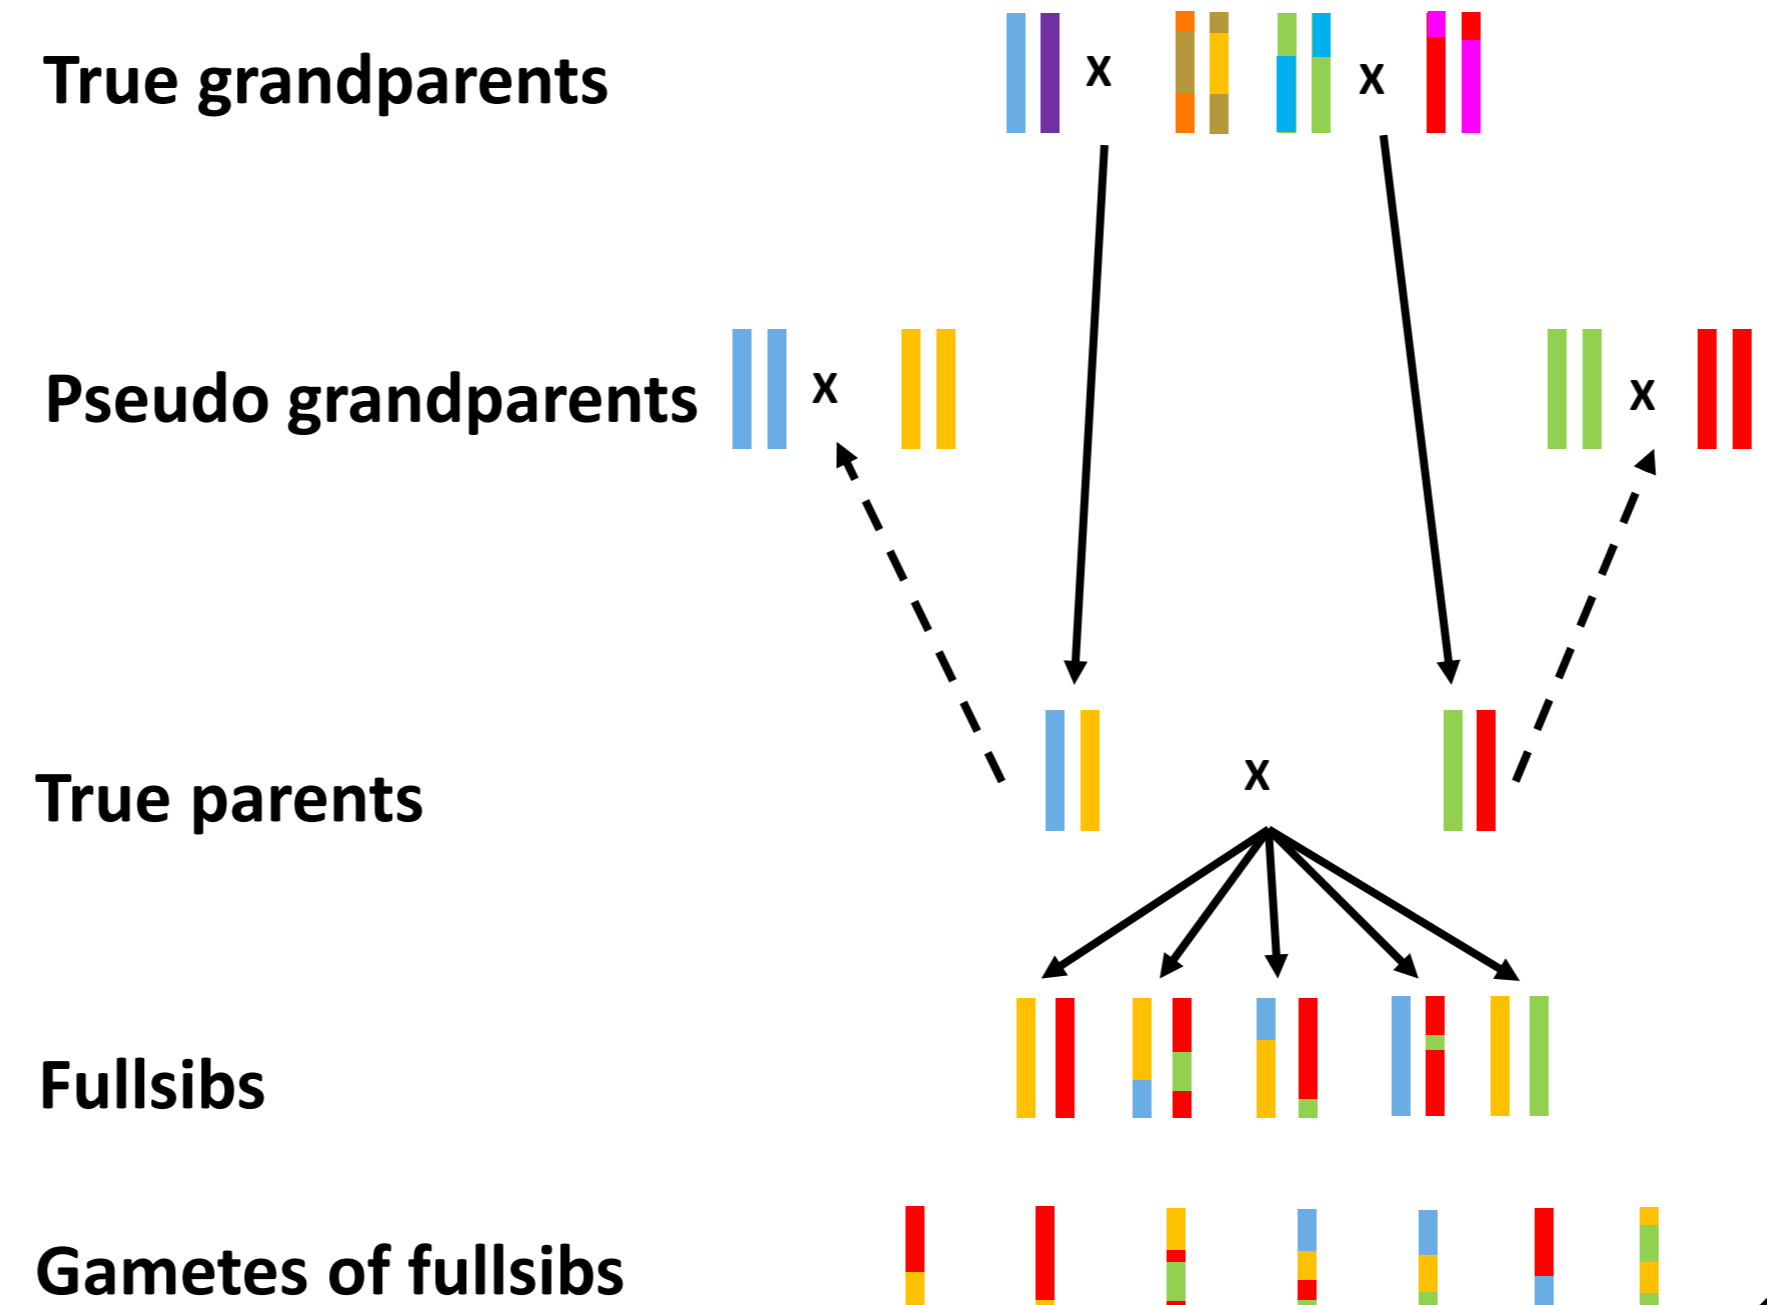 True grandparents
x
x
Pseudo grandparents
x
x
True parents
x
Fullsibs
Gametes of fullsibs